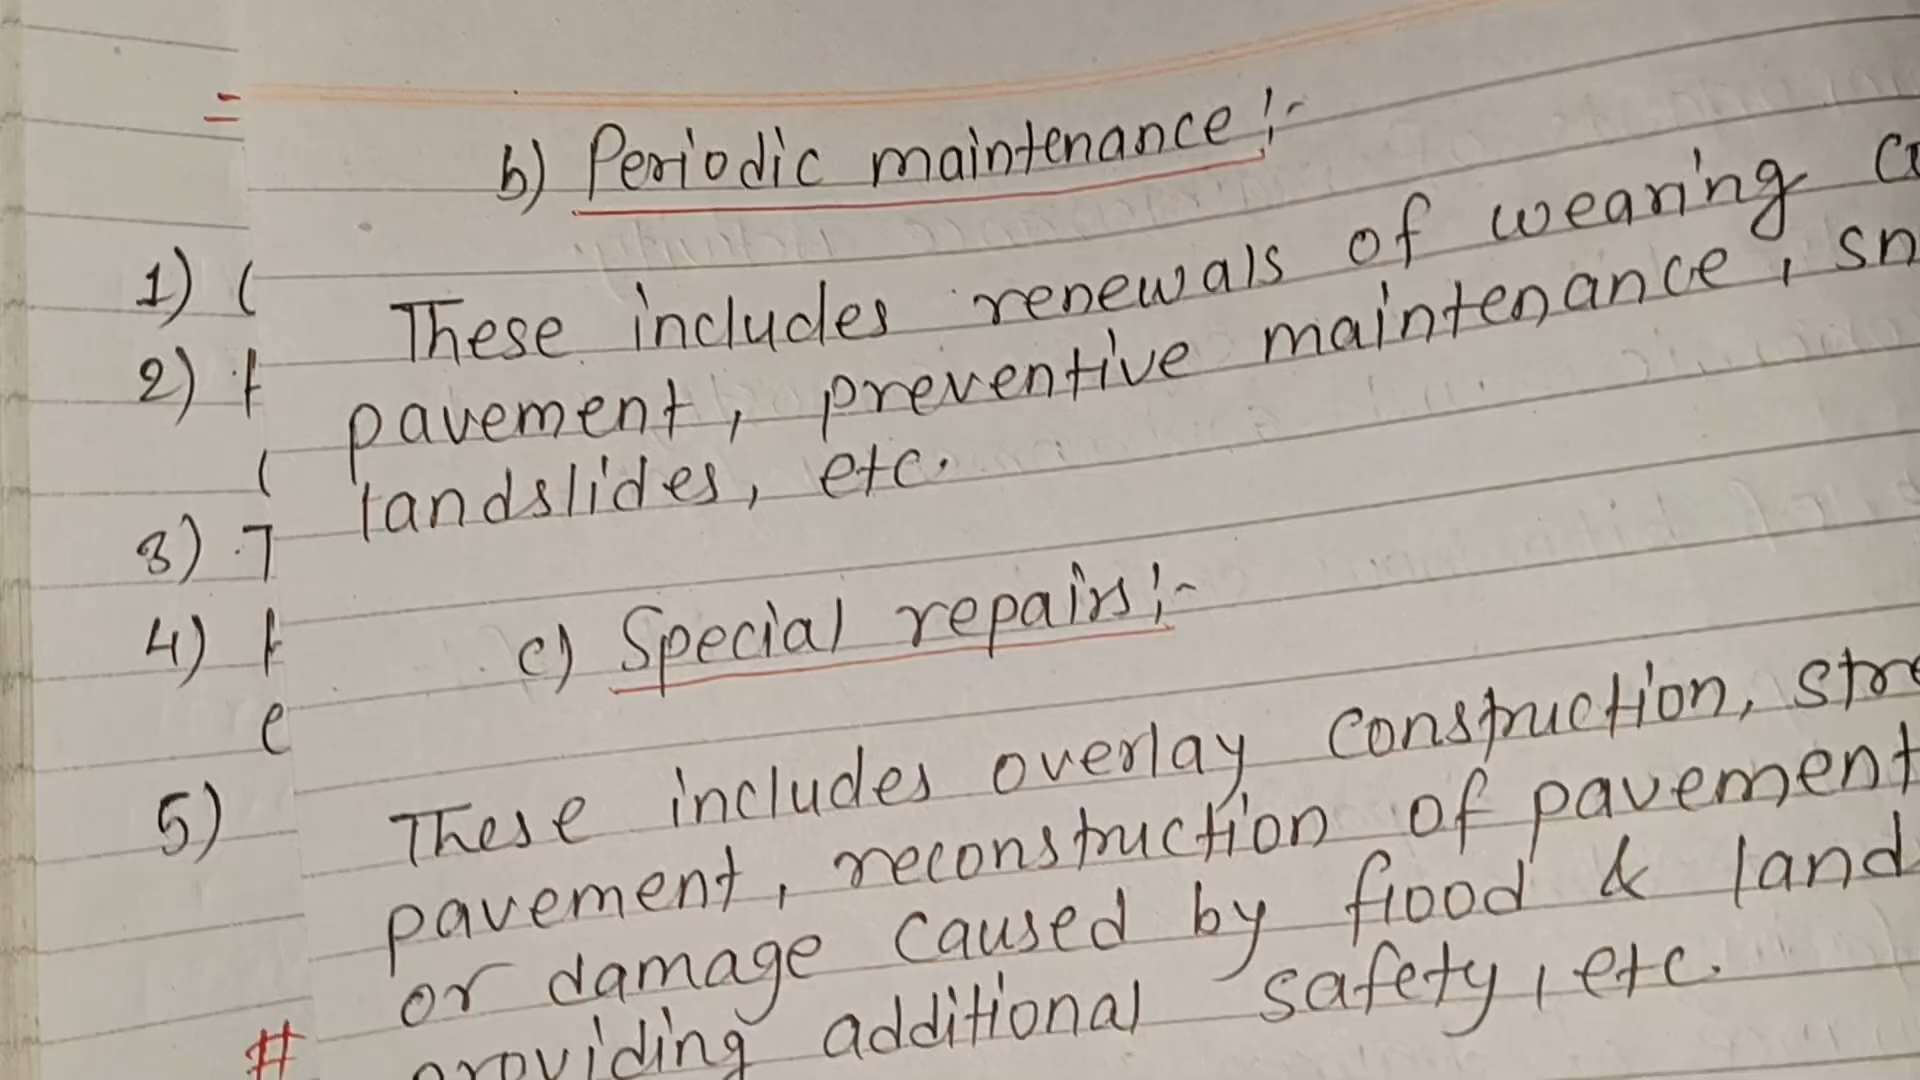 b) Periodic maintenance :-
These includes renewals of wearing
pavement, preventive maintenance,
landslides, etc.
c) Special repairs :-
These includes overlay construction,
pavement, reconstruction of pavement
or damage caused by flood & land
providing additional safety, etc.
1)
2)
3)
4)
5)
#